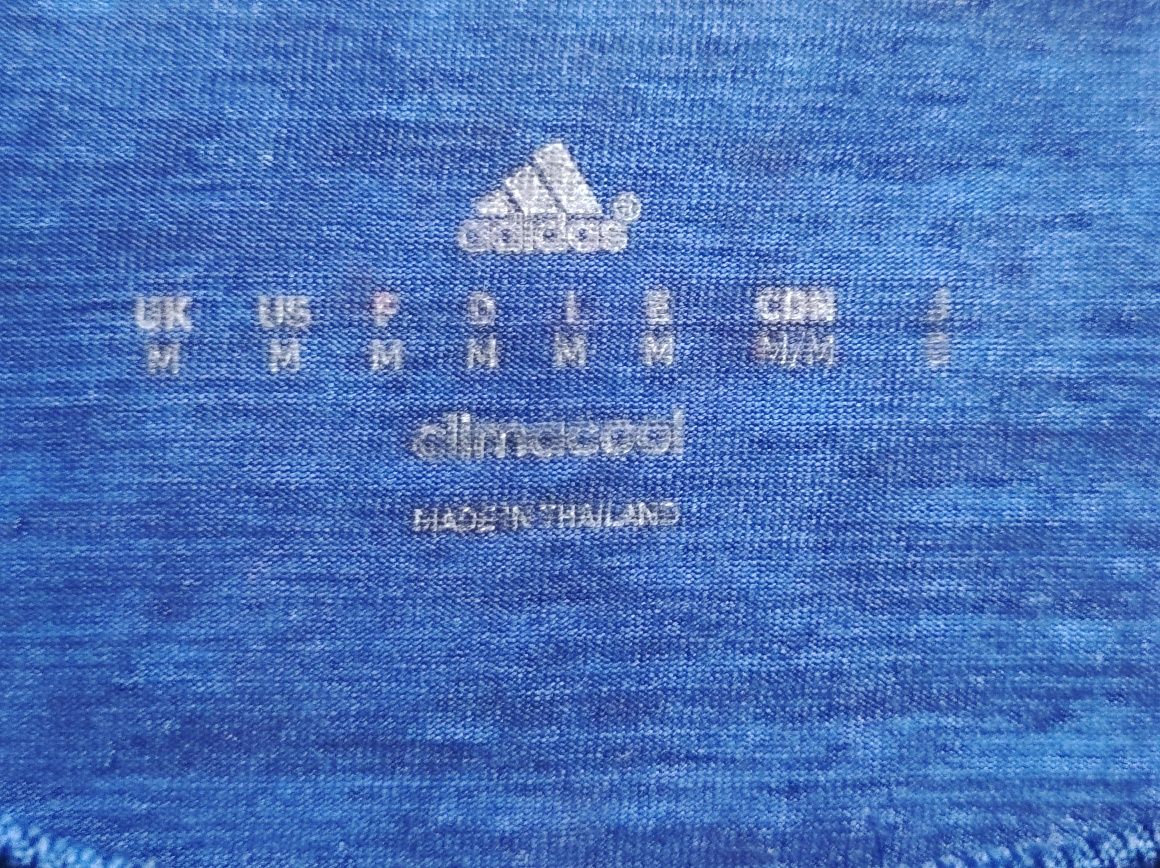 adidas®
UK US F D I E CDN J
M M M M M M M/M
climacool
MADE IN THAILAND